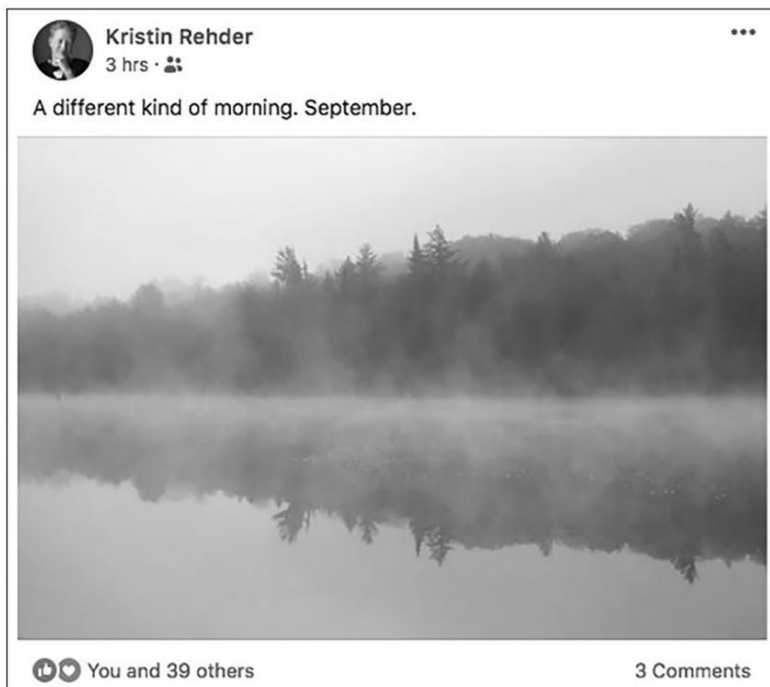 Kristin Rehder
3 hrs ·
A different kind of morning. September.
You and 39 others
3 Comments